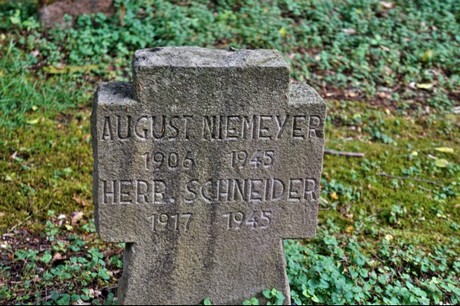 AUGUST NIEMEYER
1906 1945
HERB. SCHNEIDER
1917 1945